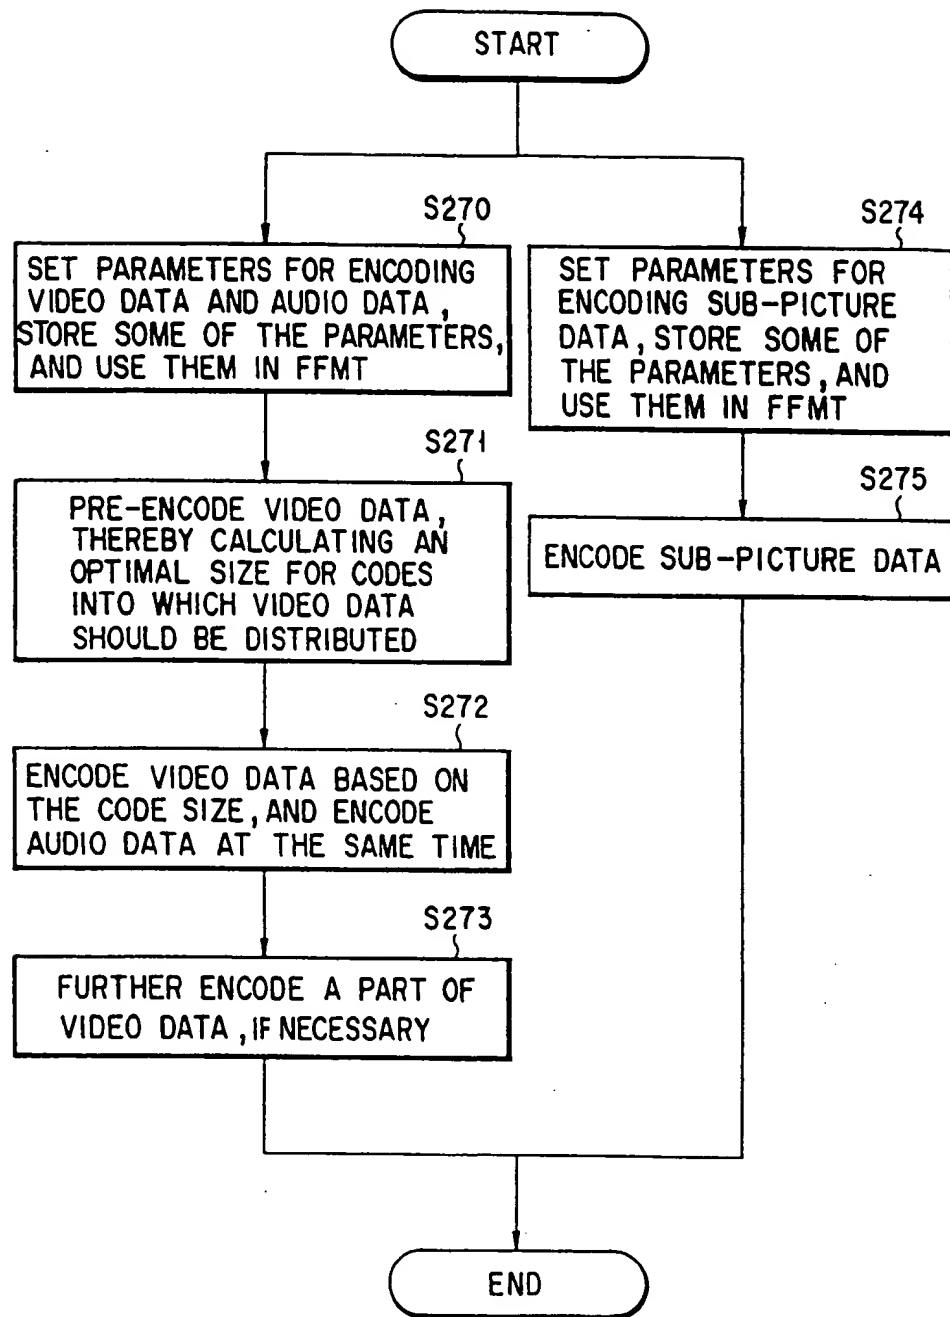 START
S270
SET PARAMETERS FOR ENCODING
VIDEO DATA AND AUDIO DATA,
STORE SOME OF THE PARAMETERS,
AND USE THEM IN FFMT
S271
PRE-ENCODE VIDEO DATA,
THEREBY CALCULATING AN
OPTIMAL SIZE FOR CODES
INTO WHICH VIDEO DATA
SHOULD BE DISTRIBUTED
S272
ENCODE VIDEO DATA BASED ON
THE CODE SIZE, AND ENCODE
AUDIO DATA AT THE SAME TIME
S273
FURTHER ENCODE A PART OF
VIDEO DATA, IF NECESSARY
S274
SET PARAMETERS FOR
ENCODING SUB-PICTURE
DATA, STORE SOME OF
THE PARAMETERS, AND
USE THEM IN FFMT
S275
ENCODE SUB-PICTURE DATA
END